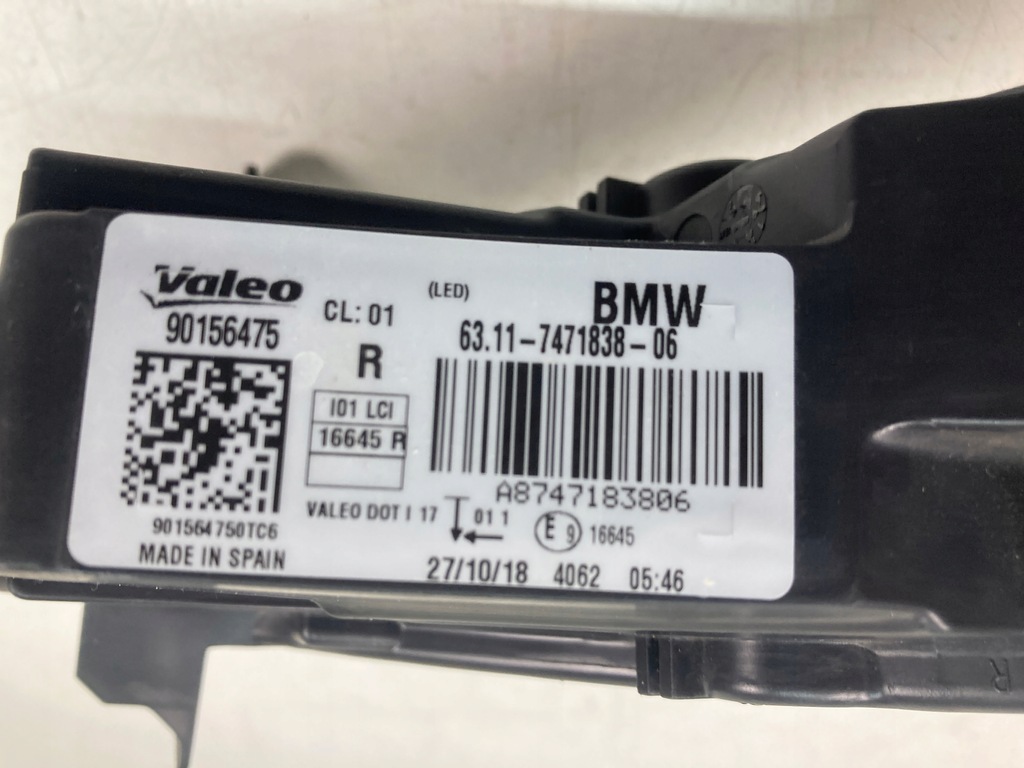 Valeo
90156475
CL: 01
R
(LED)
BMW
63.11-7471838-06
I01 LCI
16645 R
A8747183806
VALEO DOT I 17
01 1
E 9
16645
901564750TC6
MADE IN SPAIN
27/10/18 4062 05:46
R